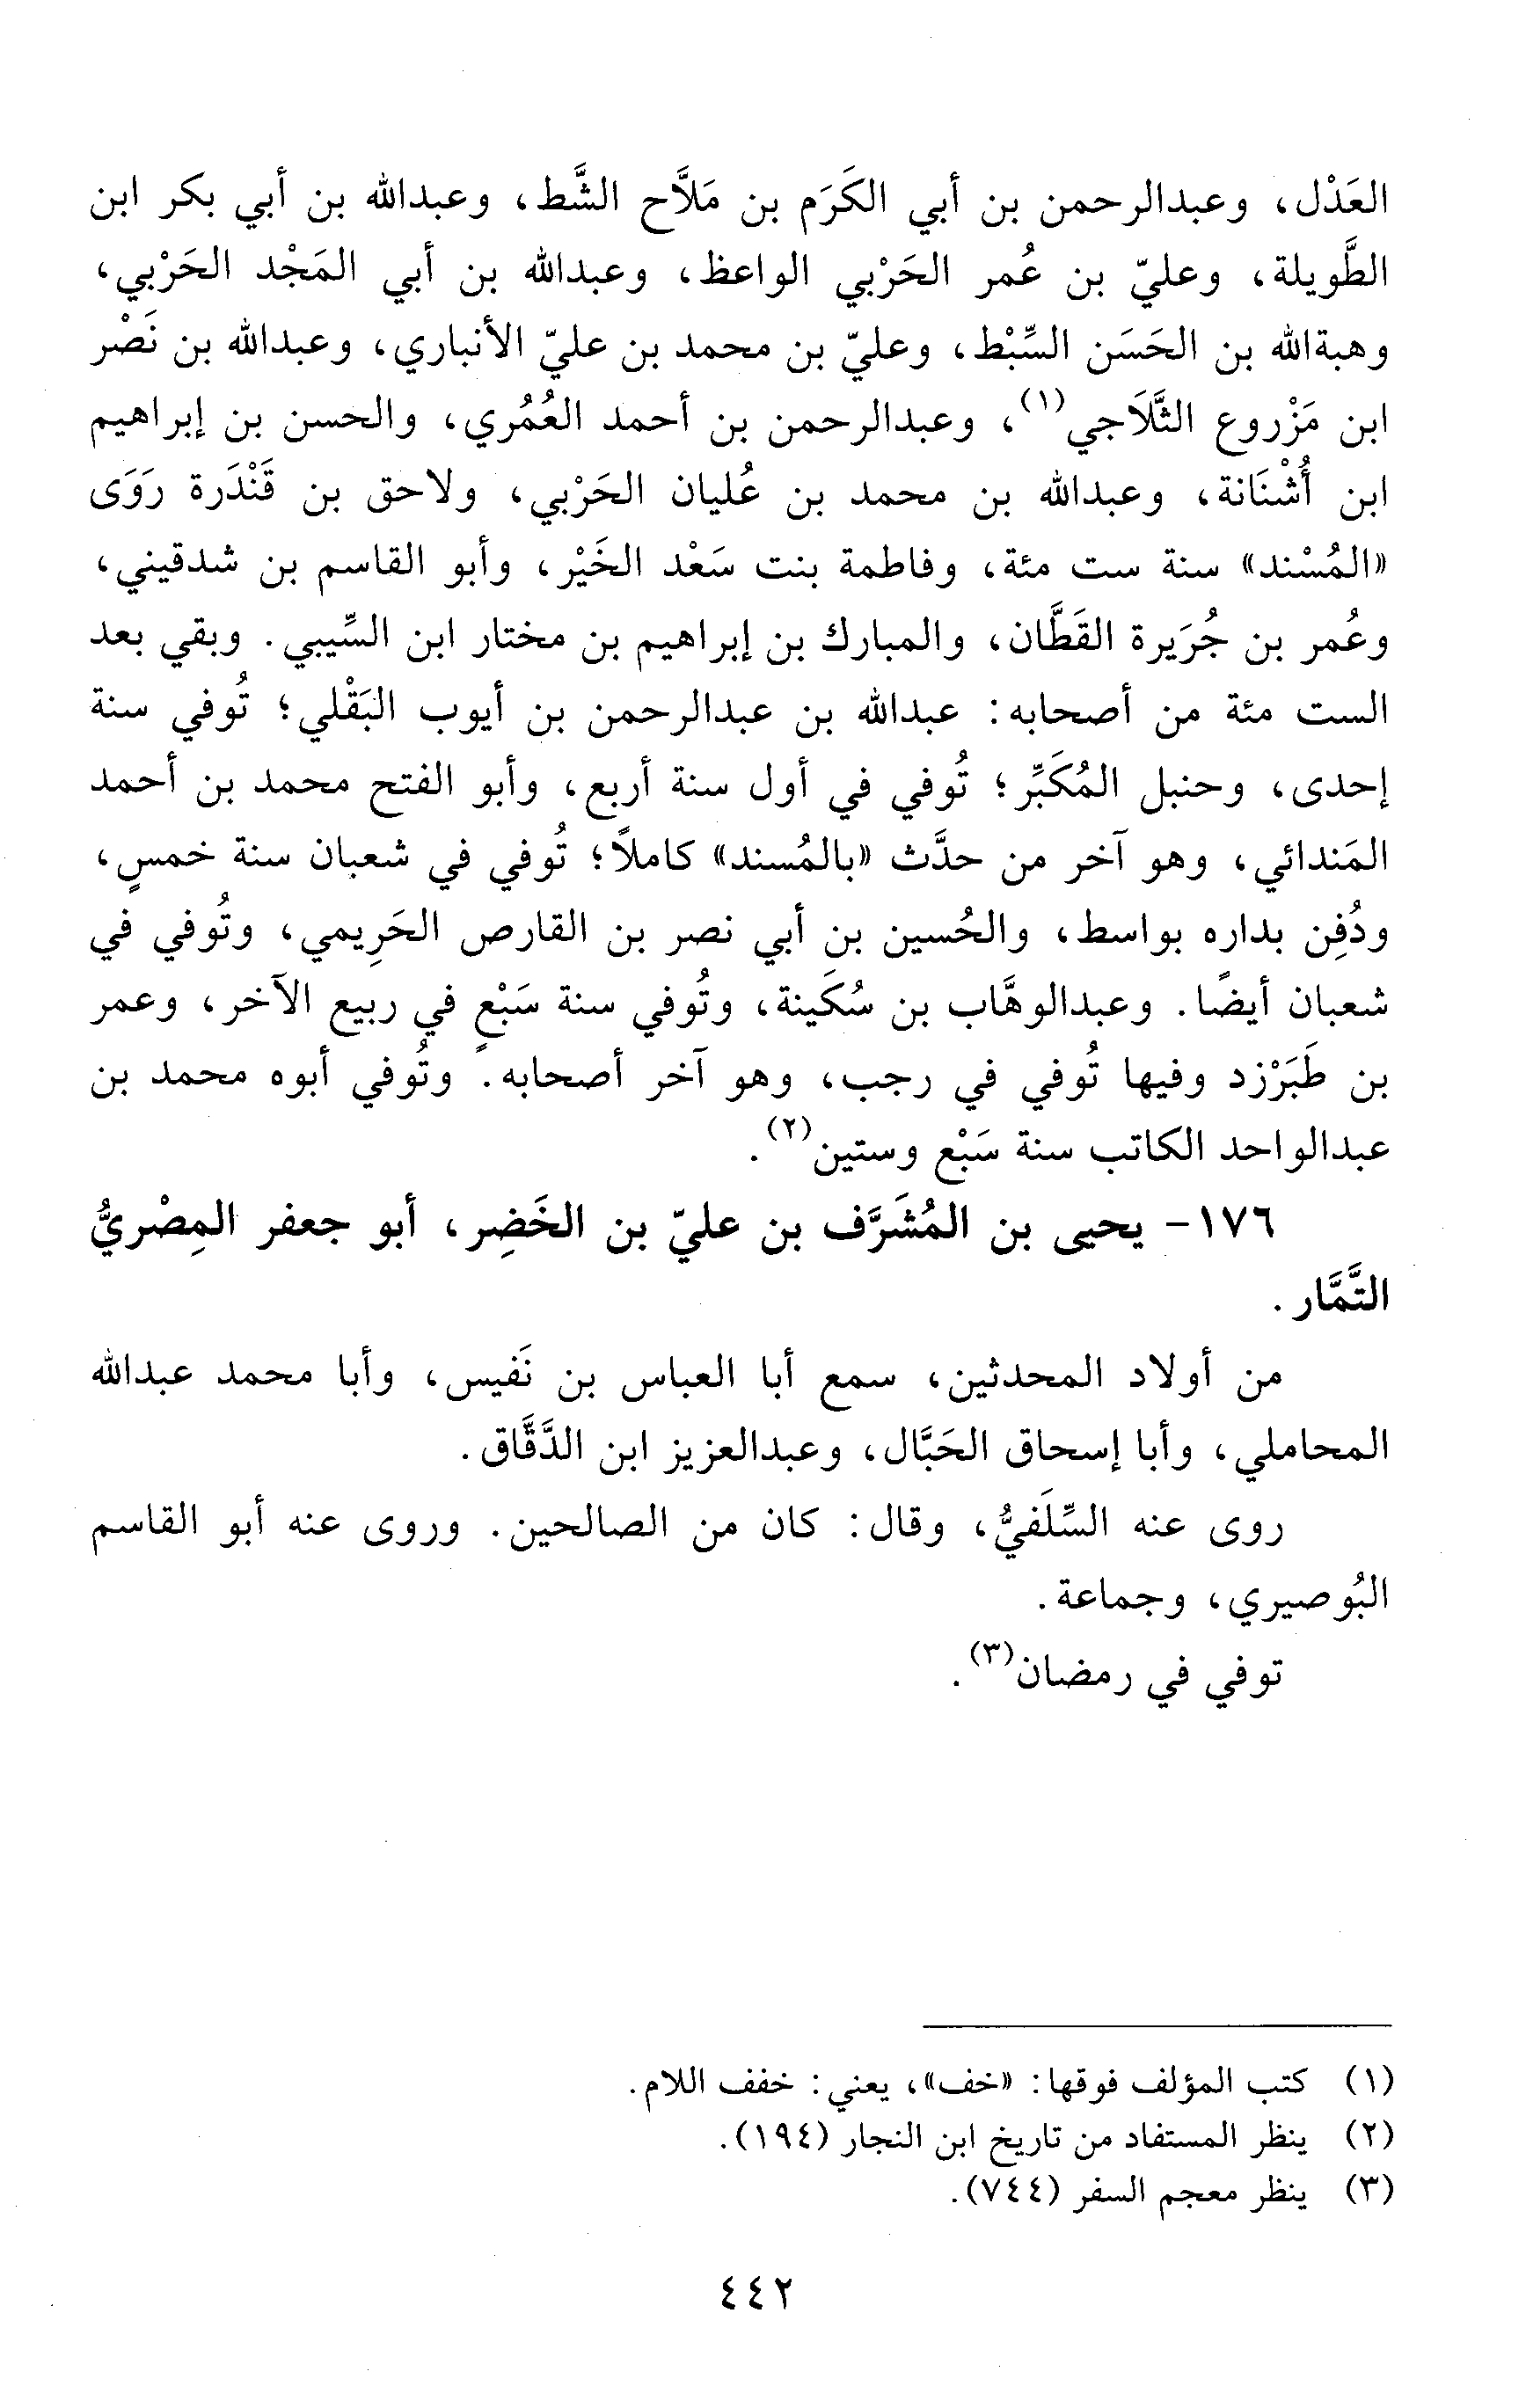 العَدْل، وعبدالرحمن بن أبي الكَرَم بن مَلاَّح الشَّط، وعبدالله بن أبي بكر ابن
الطَّويلة، وعليّ بن عُمر الحَرْبي الواعظ، وعبدالله بن أبي المَجْد الحَرْبي،
وهبةالله بن الحَسَن السِّبْط، وعليّ بن محمد بن عليّ الأنباري، وعبدالله بن نَصْر
ابن مَزْروع الثَّلاَجي(١)، وعبدالرحمن بن أحمد العُمُري، والحسن بن إبراهيم
ابن أُشْنَانة، وعبدالله بن محمد بن عُليان الحَرْبي، ولاحق بن قَنْدَرة رَوَى
«المُسْند» سنة ست مئة، وفاطمة بنت سَعْد الخَيْر، وأبو القاسم بن شدقيني،
وعُمر بن جُرَيرة القَطَّان، والمبارك بن إبراهيم بن مختار ابن السِّيبي. وبقي بعد
الست مئة من أصحابه: عبدالله بن عبدالرحمن بن أيوب البَقْلي؛ تُوفي سنة
إحدى، وحنبل المُكَبِّر؛ تُوفي في أول سنة أربع، وأبو الفتح محمد بن أحمد
المَندائي، وهو آخر من حدَّث «بالمُسند» كاملاً؛ تُوفي في شعبان سنة خمسٍ،
ودُفِن بداره بواسط، والحُسين بن أبي نصر بن القارص الحَرِيمي، وتُوفي في
شعبان أيضًا. وعبدالوهَّاب بن سُكَينة، وتُوفي سنة سَبْعٍ في ربيع الآخر، وعمر
بن طَبَرْزد وفيها تُوفي في رجب، وهو آخر أصحابه. وتُوفي أبوه محمد بن
عبدالواحد الكاتب سنة سَبْع وستين(٢).
١٧٦- يحيى بن المُشَرَّف بن عليّ بن الخَضِر، أبو جعفر المِصْريُّ
التَّمَّار.
من أولاد المحدثين، سمع أبا العباس بن نَفيس، وأبا محمد عبدالله
المحاملي، وأبا إسحاق الحَبَّال، وعبدالعزيز ابن الدَّقَّاق.
روى عنه السِّلَفيُّ، وقال: كان من الصالحين. وروى عنه أبو القاسم
البُوصيري، وجماعة.
توفي في رمضان(٣).
(١) كتب المؤلف فوقها: «خف»، يعني: خفف اللام.
(٢) ينظر المستفاد من تاريخ ابن النجار (١٩٤).
(٣) ينظر معجم السفر (٧٤٤).
٤٤٢